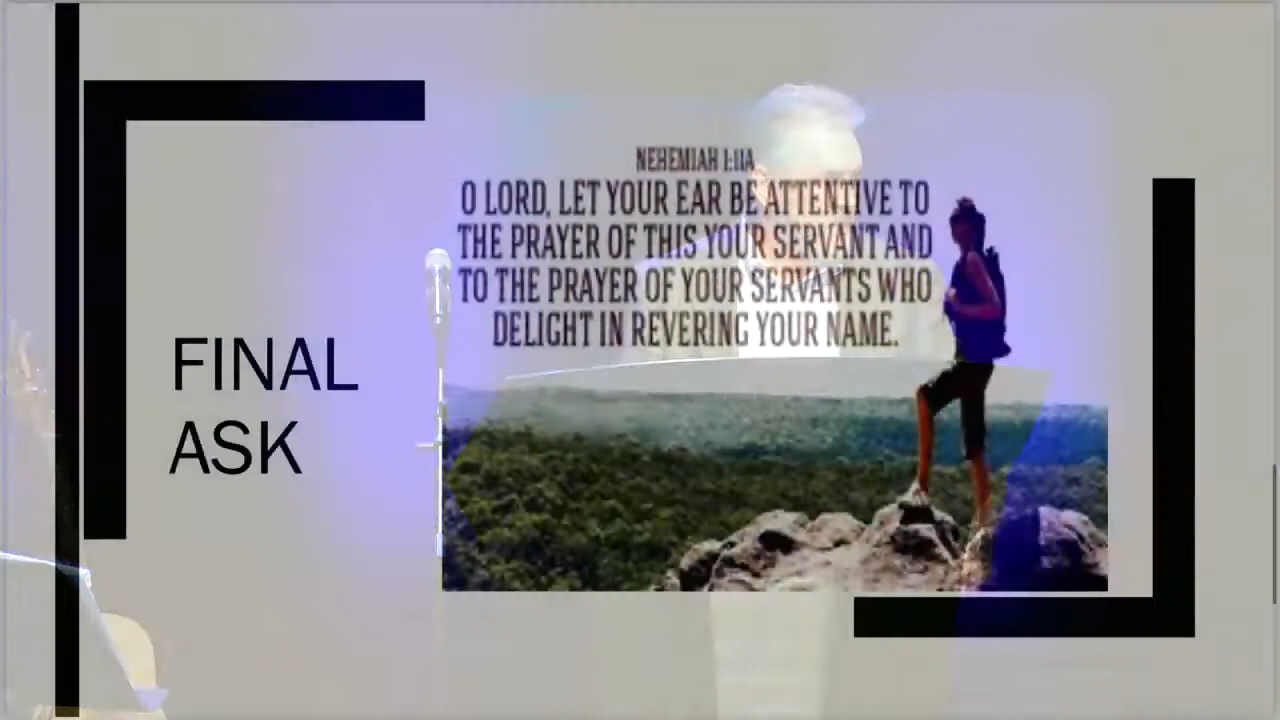 NEHEMIAH 1:11A
O LORD, LET YOUR EAR BE ATTENTIVE TO
THE PRAYER OF THIS YOUR SERVANT AND
TO THE PRAYER OF YOUR SERVANTS WHO
DELIGHT IN REVERING YOUR NAME.
FINAL
ASK